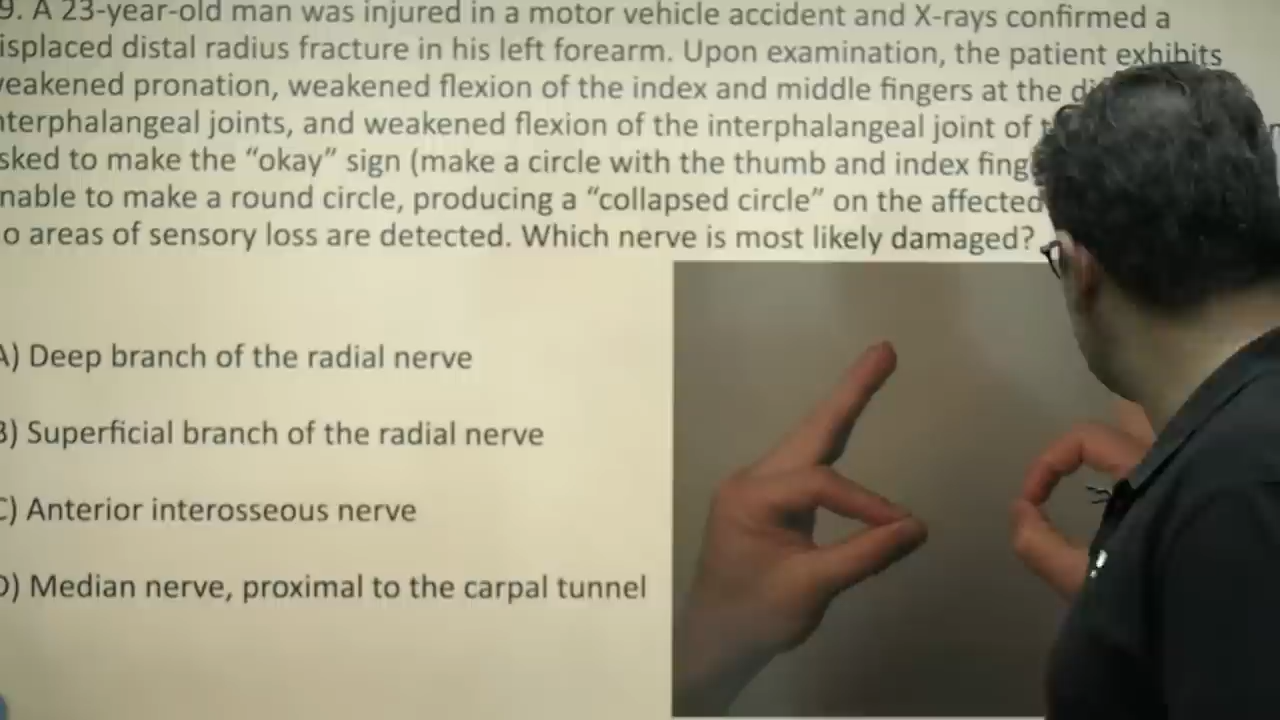 9. A 23-year-old man was injured in a motor vehicle accident and X-rays confirmed a
isplaced distal radius fracture in his left forearm. Upon examination, the patient exhibits
eakened pronation, weakened flexion of the index and middle fingers at the di
nterphalangeal joints, and weakened flexion of the interphalangeal joint of t
sked to make the “okay” sign (make a circle with the thumb and index fing
nable to make a round circle, producing a “collapsed circle” on the affected
o areas of sensory loss are detected. Which nerve is most likely damaged?
A) Deep branch of the radial nerve
B) Superficial branch of the radial nerve
C) Anterior interosseous nerve
D) Median nerve, proximal to the carpal tunnel